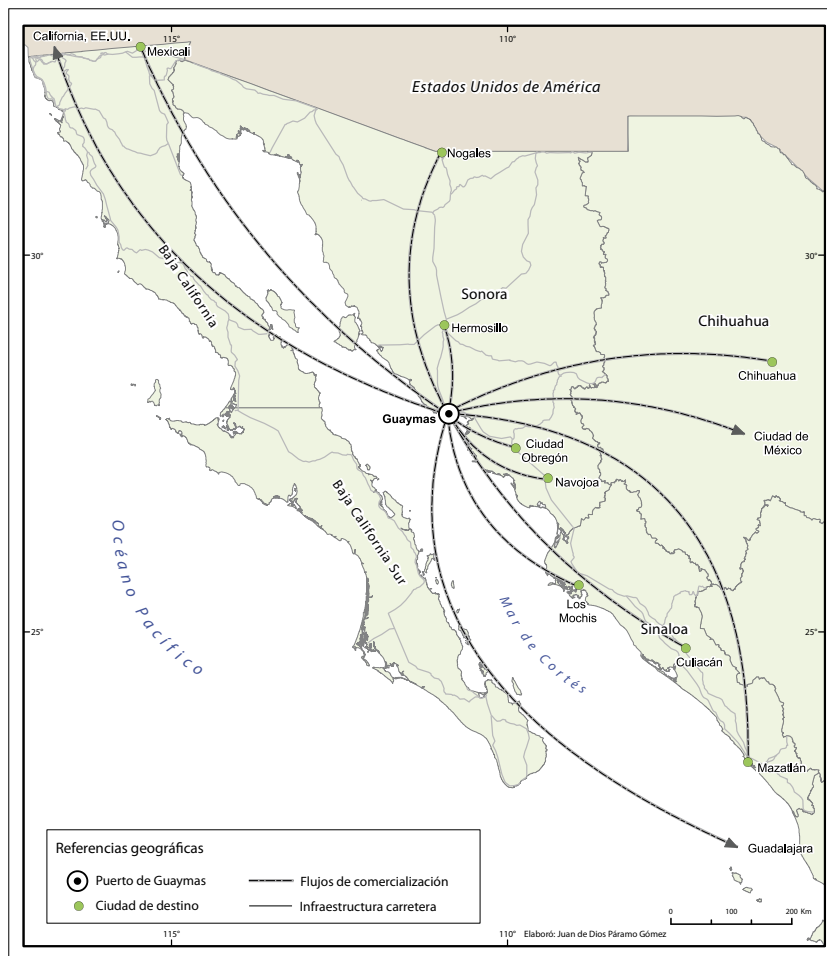 115°
110°
California, EE.UU.
Mexicali
Estados Unidos de América
Nogales
30°
30°
Baja California
Sonora
Hermosillo
Chihuahua
Chihuahua
Guaymas
Ciudad de
México
Ciudad
Obregón
Navojoa
Baja California Sur
Océano Pacífico
Los
Mochis
Mar de Cortés
25°
25°
Sinaloa
Culiacán
Mazatlán
Guadalajara
Referencias geográficas
Puerto de Guaymas
Flujos de comercialización
Ciudad de destino
Infraestructura carretera
0 100 200 Km
Elaboró: Juan de Dios Páramo Gómez
115°
110°